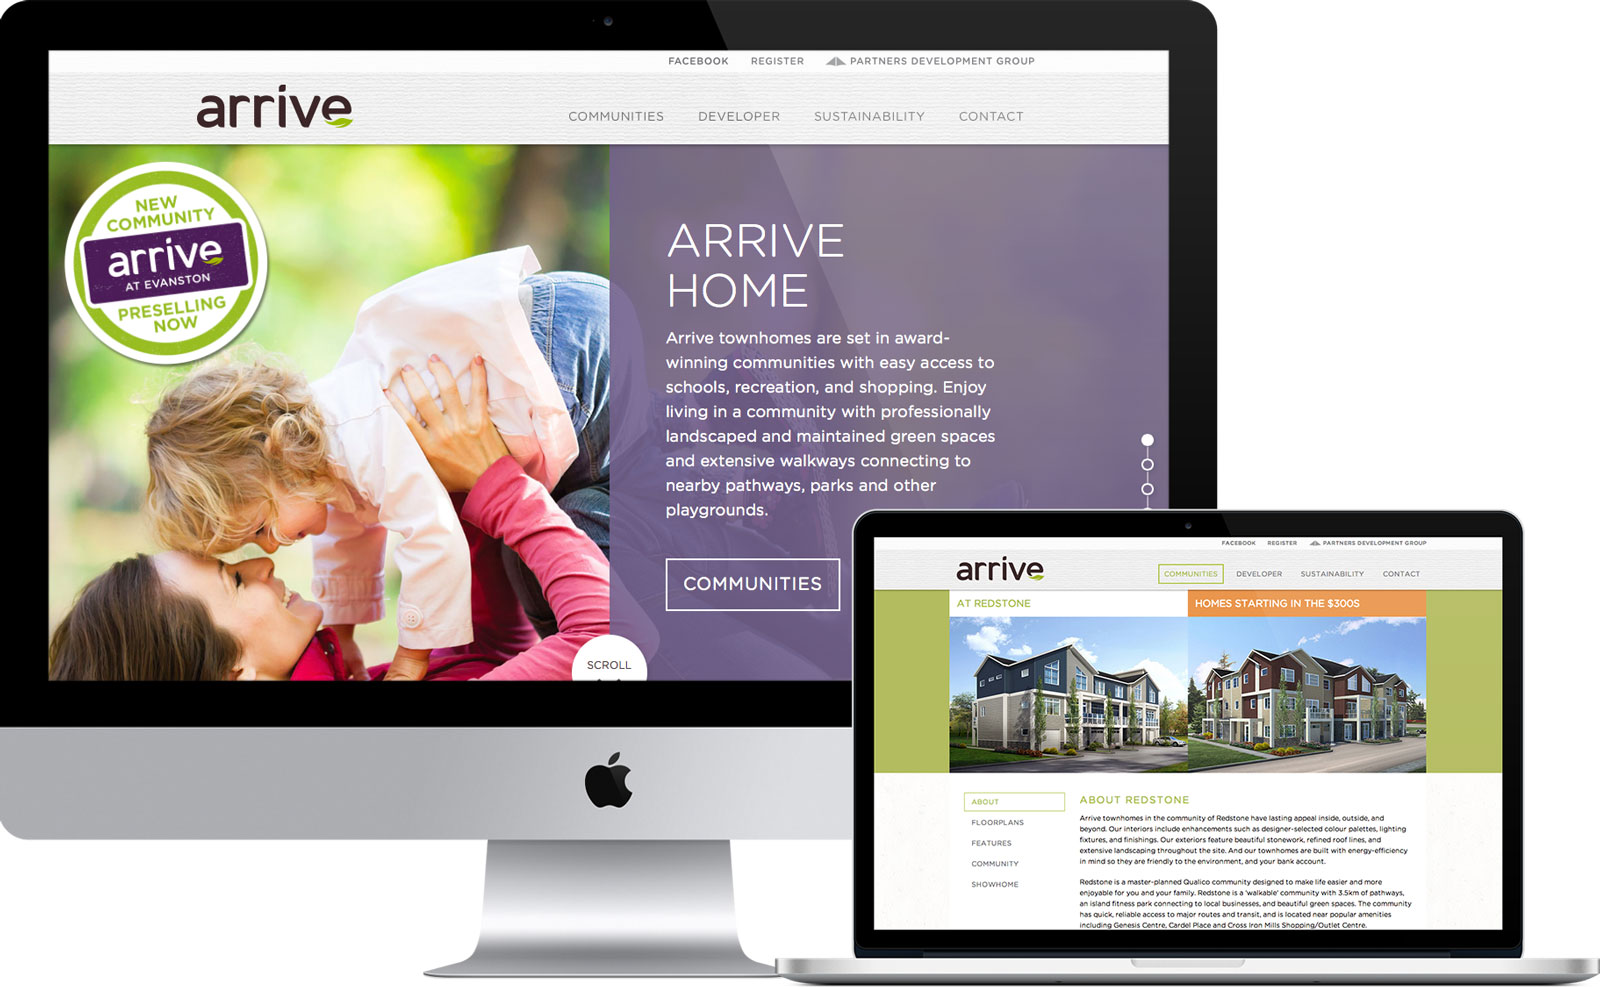 FACEBOOK REGISTER PARTNERS DEVELOPMENT GROUP
arrive
COMMUNITIES DEVELOPER SUSTAINABILITY CONTACT
NEW
COMMUNITY
arrive
AT EVANSTON
PRESELLING
NOW
ARRIVE
HOME
Arrive townhomes are set in award-
winning communities with easy access to
schools, recreation, and shopping. Enjoy
living in a community with professionally
landscaped and maintained green spaces
and extensive walkways connecting to
nearby pathways, parks and other
playgrounds.
COMMUNITIES
SCROLL
FACEBOOK REGISTER PARTNERS DEVELOPMENT GROUP
arrive
COMMUNITIES DEVELOPER SUSTAINABILITY CONTACT
AT REDSTONE
HOMES STARTING IN THE $300S
ABOUT
FLOORPLANS
FEATURES
COMMUNITY
SHOWHOME
ABOUT REDSTONE
Arrive townhomes in the community of Redstone have lasting appeal inside, outside, and
beyond. Our interiors include enhancements such as designer-selected colour palettes, lighting
fixtures, and finishings. Our exteriors feature beautiful stonework, refined roof lines, and
extensive landscaping throughout the site. And our townhomes are built with energy-efficiency
in mind so they are friendly to the environment, and your bank account.
Redstone is a master-planned Qualico community designed to make life easier and more
enjoyable for you and your family. Redstone is a 'walkable' community with 3.5km of pathways,
an island fitness park connecting to local businesses, and beautiful green spaces. The community
has quick, reliable access to major routes and transit, and is located near popular amenities
including Genesis Centre, Cardel Place and Cross Iron Mills Shopping/Outlet Centre.